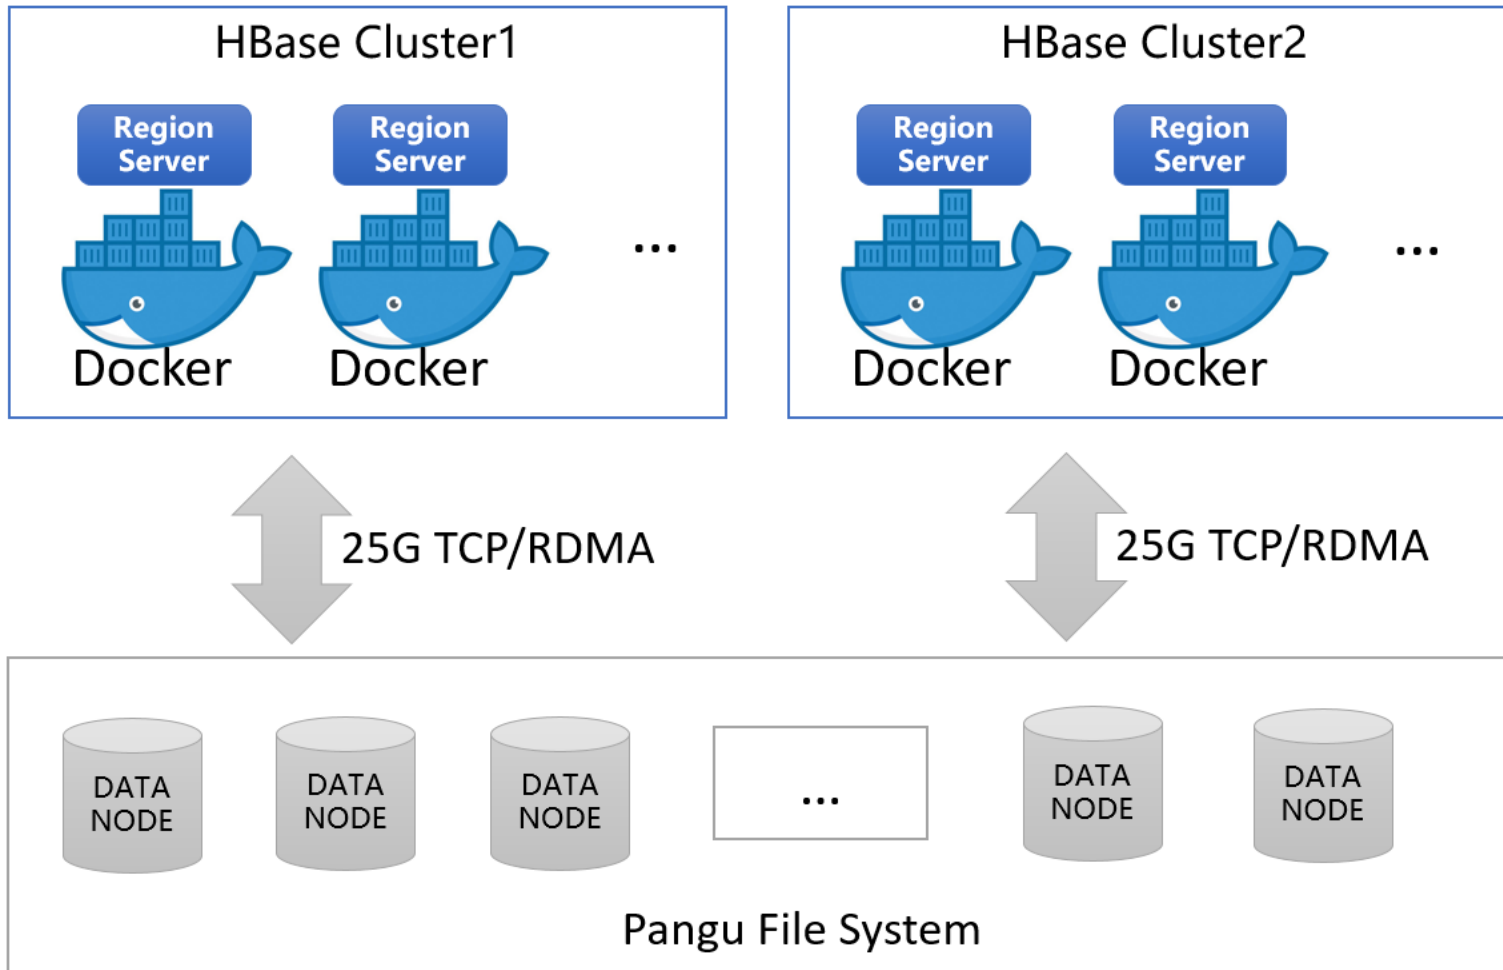 HBase Cluster1
Region
Server
Region
Server
...
Docker
Docker
HBase Cluster2
Region
Server
Region
Server
...
Docker
Docker
25G TCP/RDMA
25G TCP/RDMA
DATA
NODE
DATA
NODE
DATA
NODE
...
DATA
NODE
DATA
NODE
Pangu File System